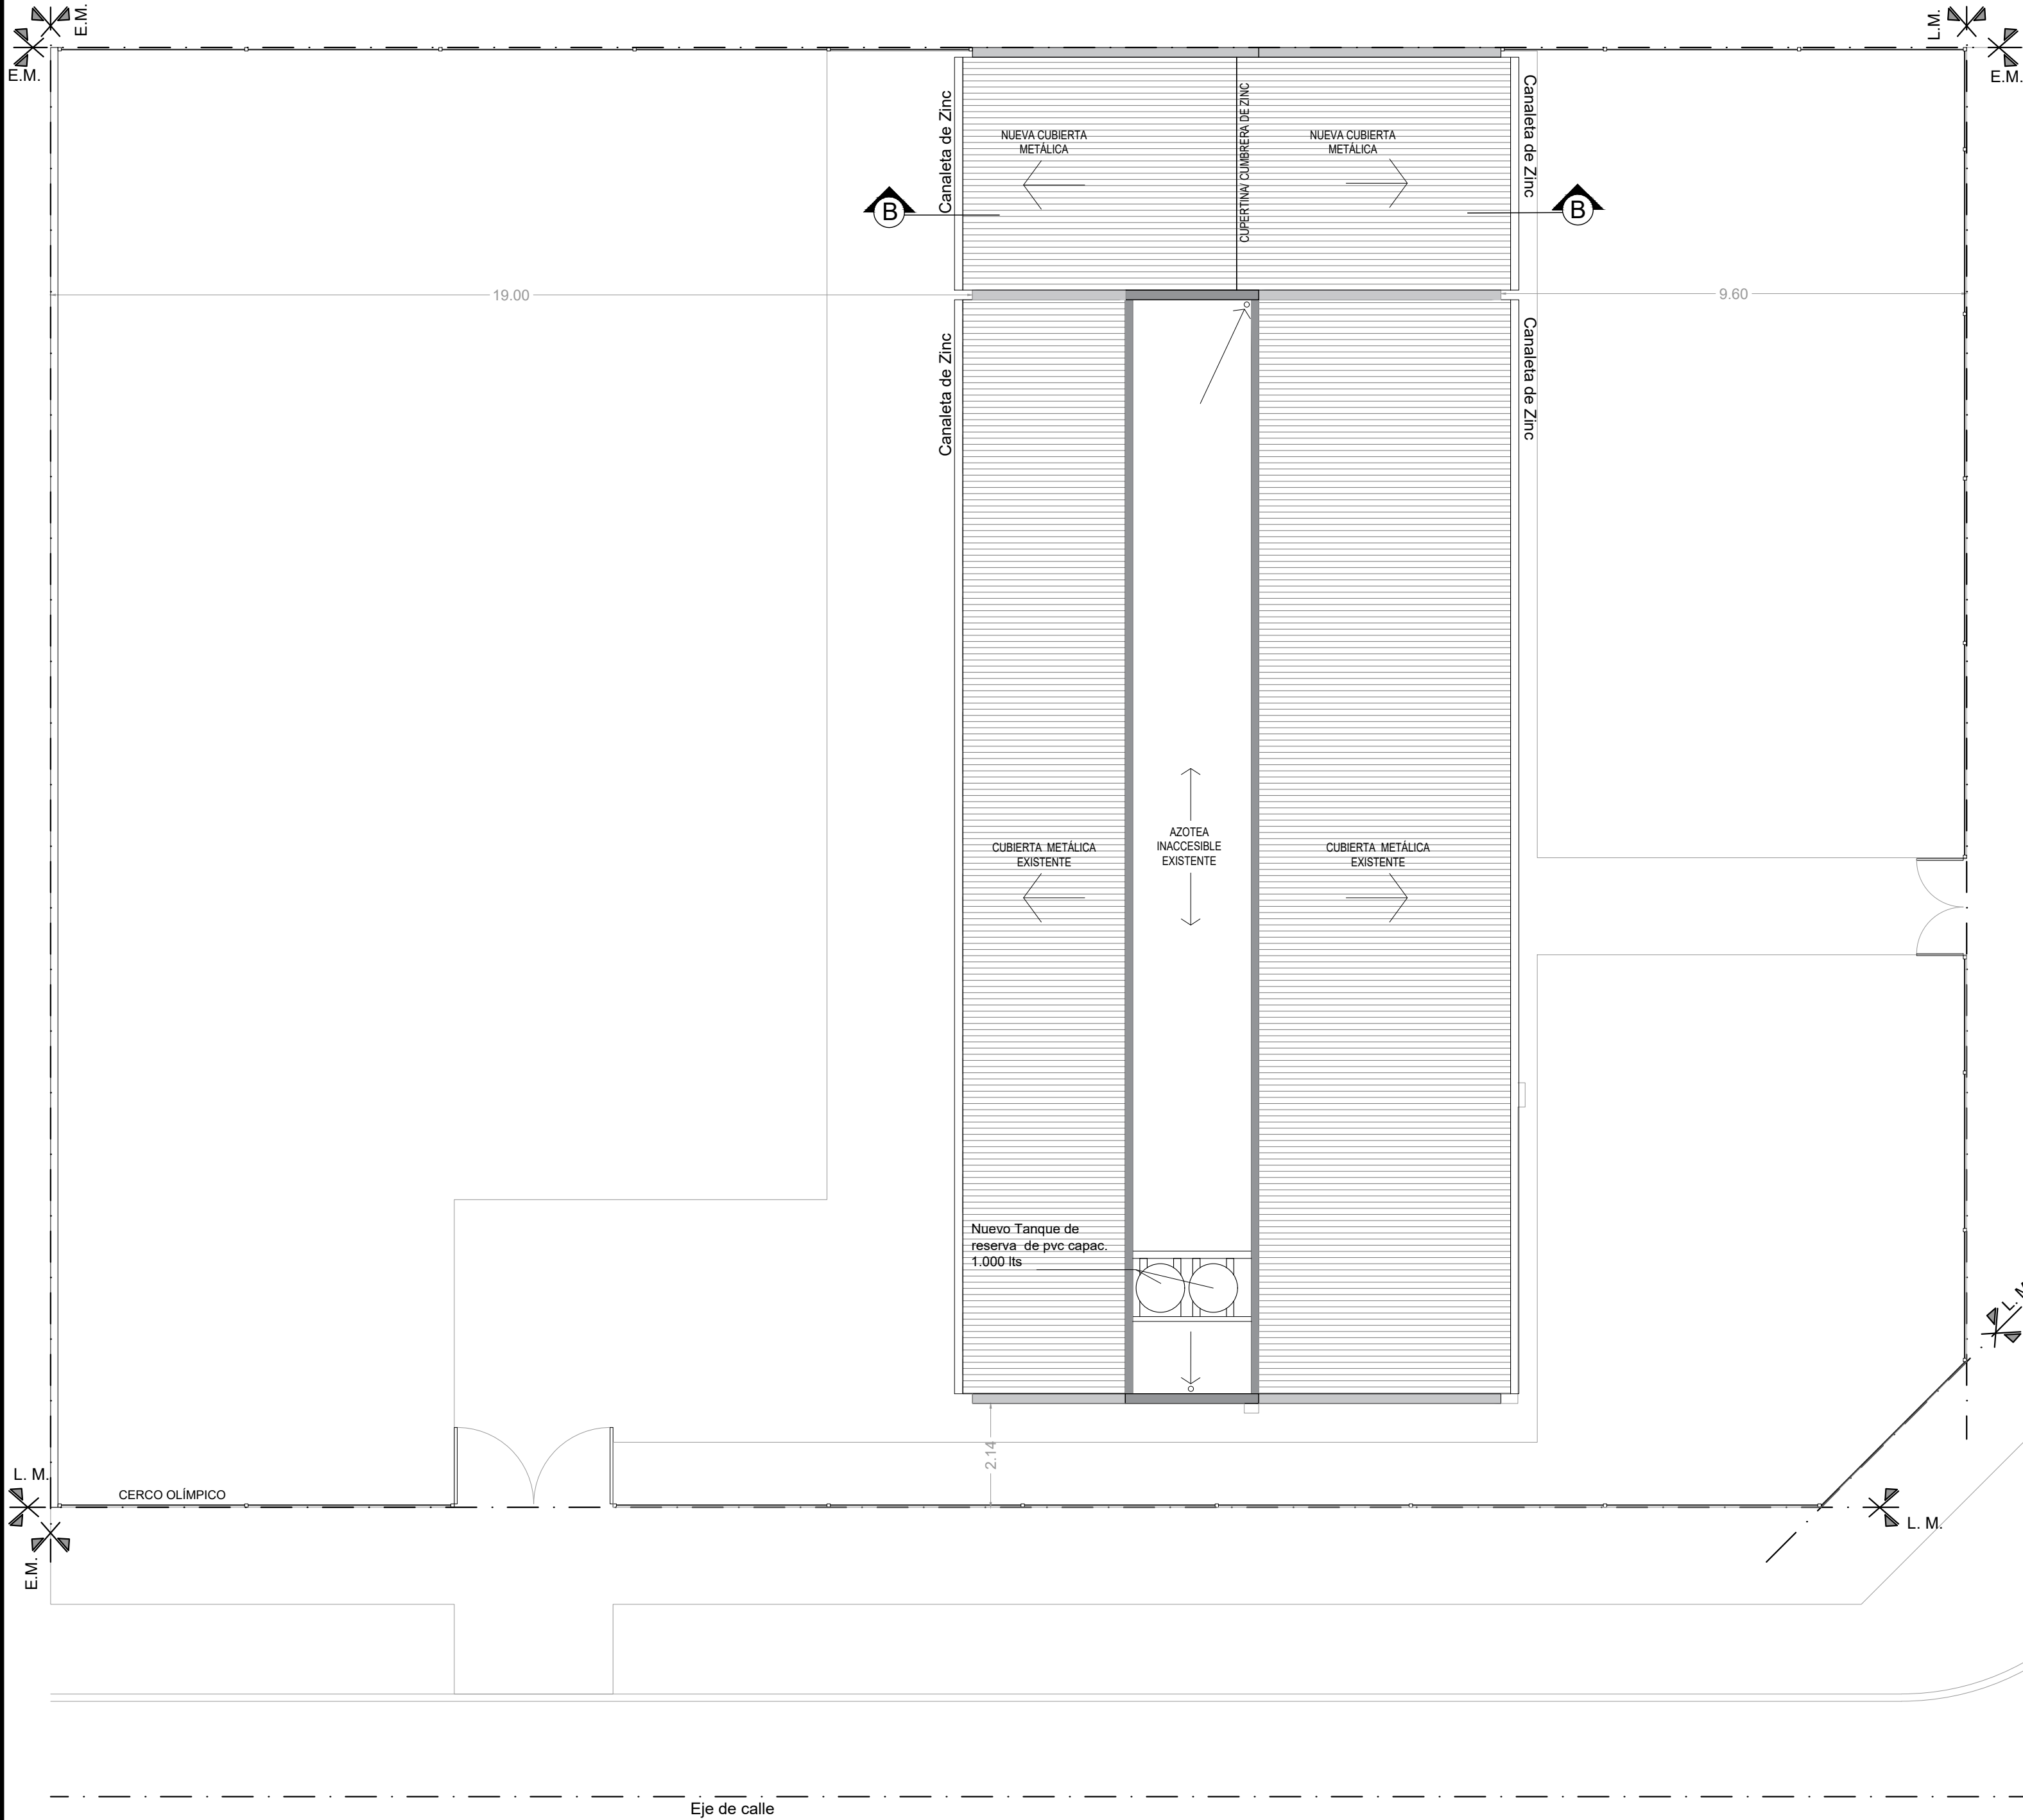 E.M.
E.M.
L.M.
E.M.
Canaleta de Zinc
NUEVA CUBIERTA
METÁLICA
CUPERTINA/ CUMBRERA DE ZINC
NUEVA CUBIERTA
METÁLICA
Canaleta de Zinc
B
B
19.00
9.60
Canaleta de Zinc
Canaleta de Zinc
CUBIERTA METÁLICA
EXISTENTE
AZOTEA
INACCESIBLE
EXISTENTE
CUBIERTA METÁLICA
EXISTENTE
Nuevo Tanque de
reserva de pvc capac.
1.000 lts
L.
2.14
L. M.
CERCO OLÍMPICO
L. M.
E.M.
Eje de calle